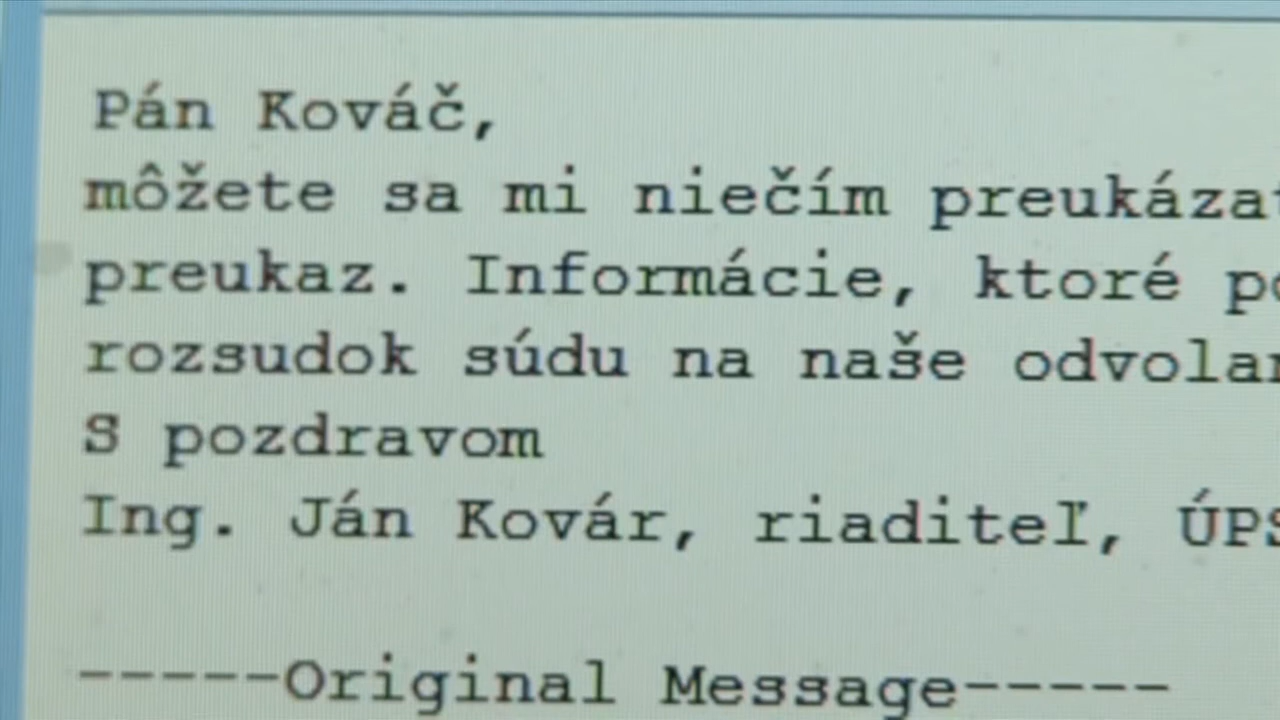 Pán Kováč,
môžete sa mi niečím preukázať
preukaz. Informácie, ktoré
rozsudok súdu na naše
S pozdravom
Ing. Ján Kovár, riaditeľ,
-----Original Message-----